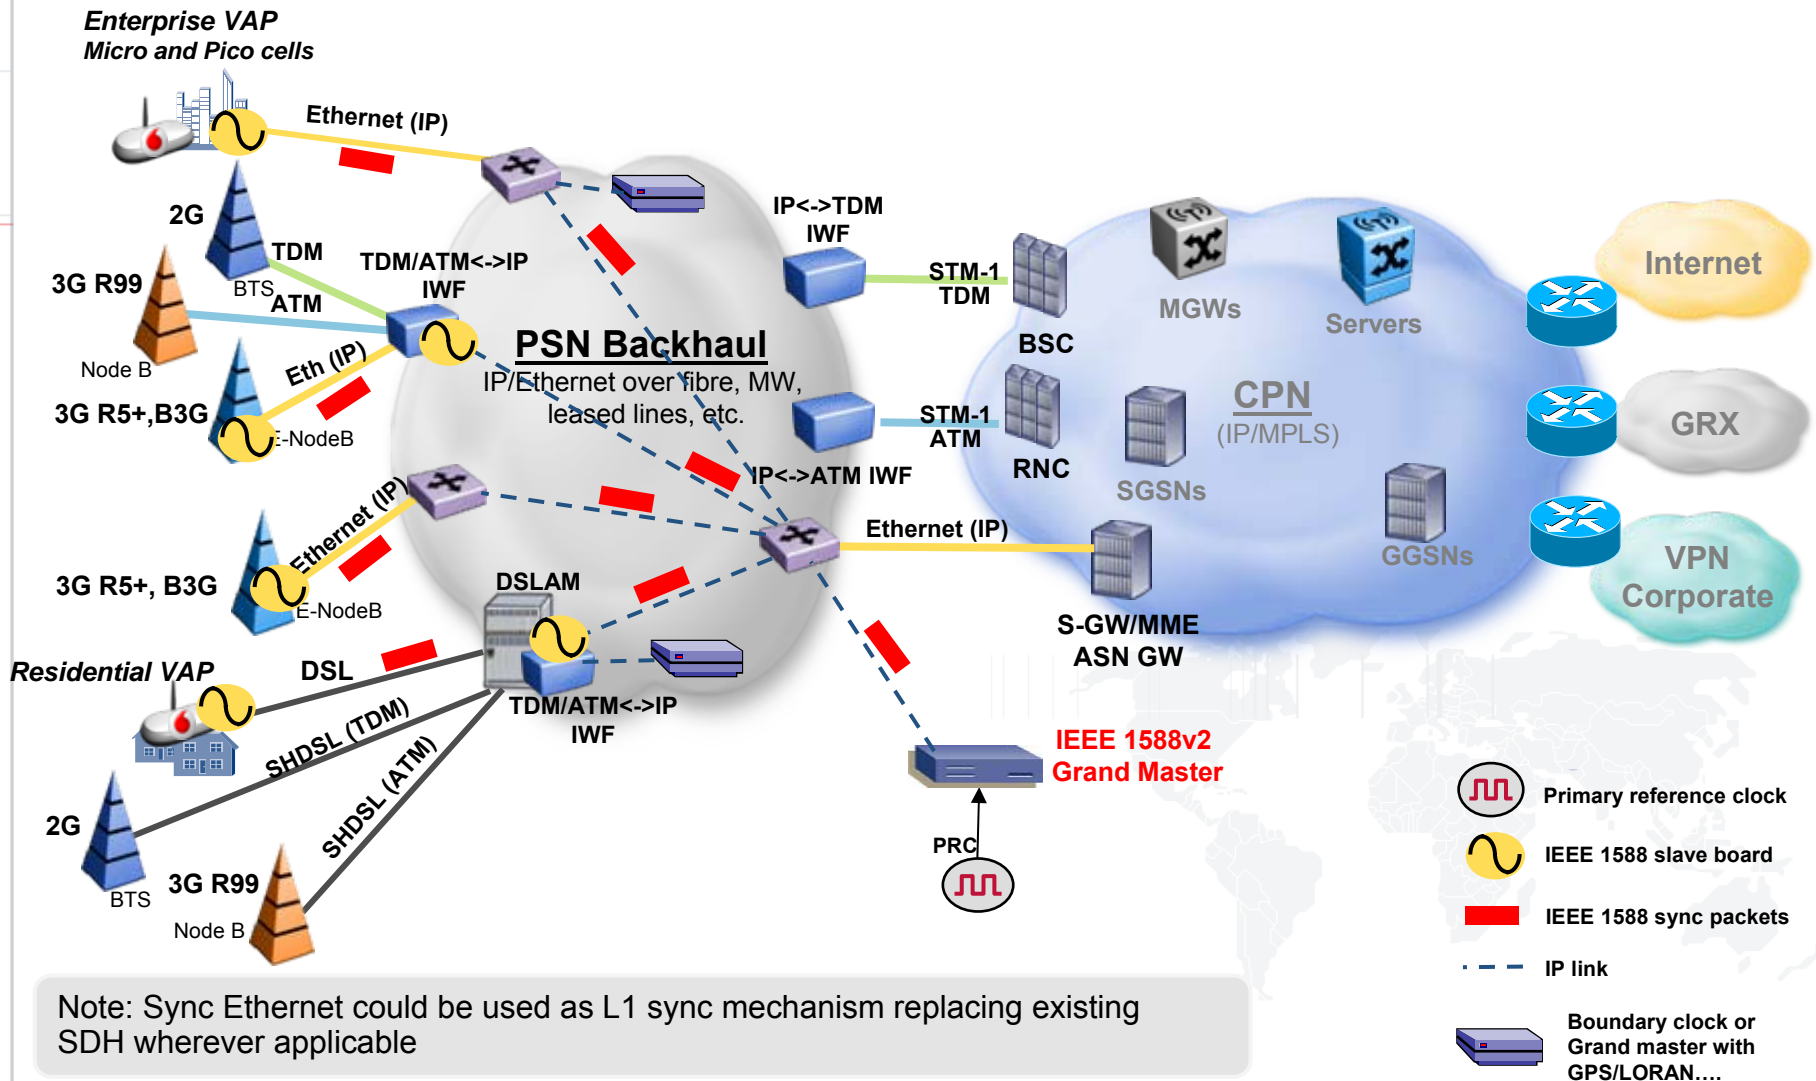 Enterprise VAP
Micro and Pico cells
Ethernet (IP)
2G
TDM
BTS
3G R99
ATM
Node B
TDM/ATM<->IP
IWF
Eth (IP)
3G R5+,B3G
E-NodeB
PSN Backhaul
IP/Ethernet over fibre, MW,
leased lines, etc.
IP<->TDM
IWF
STM-1
TDM
BSC
STM-1
ATM
RNC
IP<->ATM IWF
MGWs
Servers
CPN
(IP/MPLS)
SGSNs
GGSNs
Internet
GRX
VPN
Corporate
Ethernet (IP)
3G R5+, B3G
E-NodeB
Ethernet (IP)
S-GW/MME
ASN GW
DSLAM
Residential VAP
DSL
TDM/ATM<->IP
IWF
SHDSL (TDM)
SHDSL (ATM)
2G
BTS
3G R99
Node B
IEEE 1588v2
Grand Master
PRC
Primary reference clock
IEEE 1588 slave board
IEEE 1588 sync packets
IP link
Boundary clock or
Grand master with
GPS/LORAN....
Note: Sync Ethernet could be used as L1 sync mechanism replacing existing
SDH wherever applicable